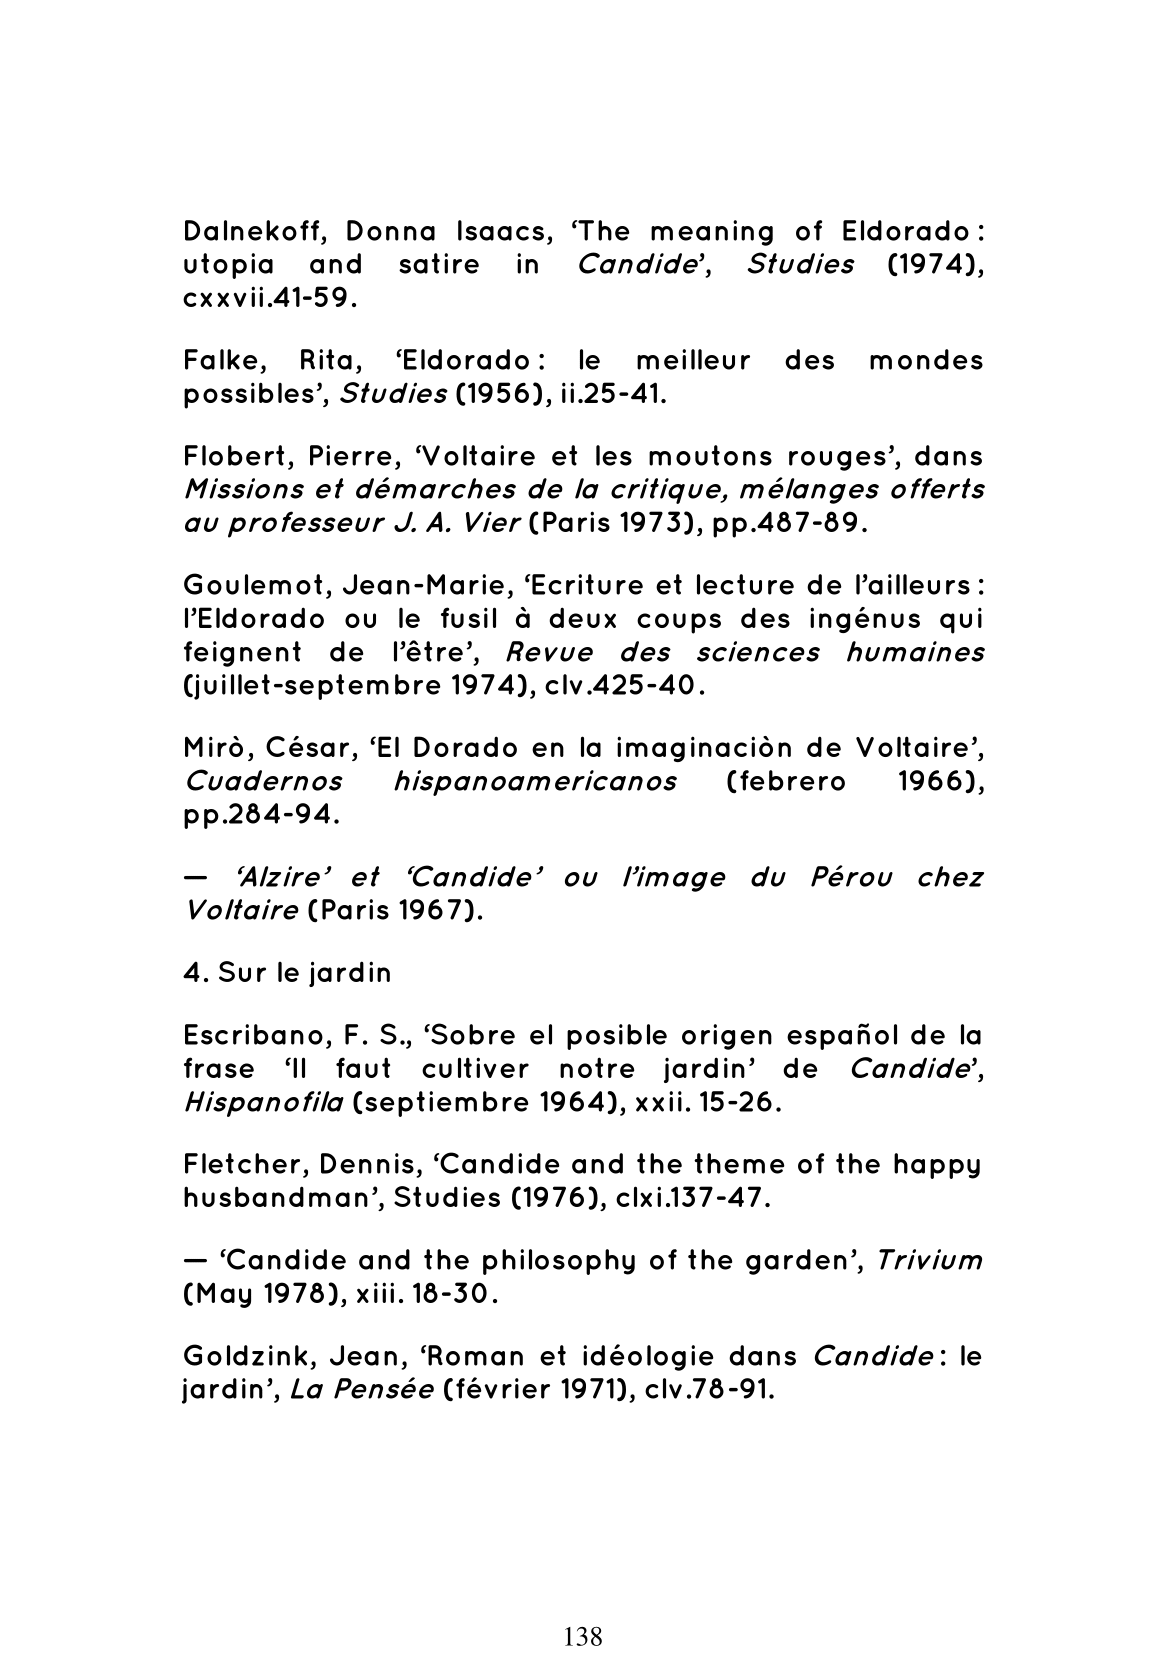 Dalnekoff, Donna Isaacs, ‘The meaning of Eldorado :
utopia and satire in Candide’, Studies (1974),
cxxvii.41-59.
Falke, Rita, ‘Eldorado : le meilleur des mondes
possibles’, Studies (1956), ii.25-41.
Flobert, Pierre, ‘Voltaire et les moutons rouges’, dans
Missions et démarches de la critique, mélanges offerts
au professeur J. A. Vier (Paris 1973), pp.487-89.
Goulemot, Jean-Marie, ‘Ecriture et lecture de l’ailleurs :
l’Eldorado ou le fusil à deux coups des ingénus qui
feignent de l’être’, Revue des sciences humaines
(juillet-septembre 1974), clv.425-40.
Mirò, César, ‘El Dorado en la imaginaciòn de Voltaire’,
Cuadernos hispanoamericanos (febrero 1966),
pp.284-94.
— ‘Alzire’ et ‘Candide’ ou l’image du Pérou chez
Voltaire (Paris 1967).
4. Sur le jardin
Escribano, F. S., ‘Sobre el posible origen español de la
frase ‘Il faut cultiver notre jardin’ de Candide’,
Hispanofila (septiembre 1964), xxii. 15-26.
Fletcher, Dennis, ‘Candide and the theme of the happy
husbandman’, Studies (1976), clxi.137-47.
— ‘Candide and the philosophy of the garden’, Trivium
(May 1978), xiii. 18-30.
Goldzink, Jean, ‘Roman et idéologie dans Candide : le
jardin’, La Pensée (février 1971), clv.78-91.
138